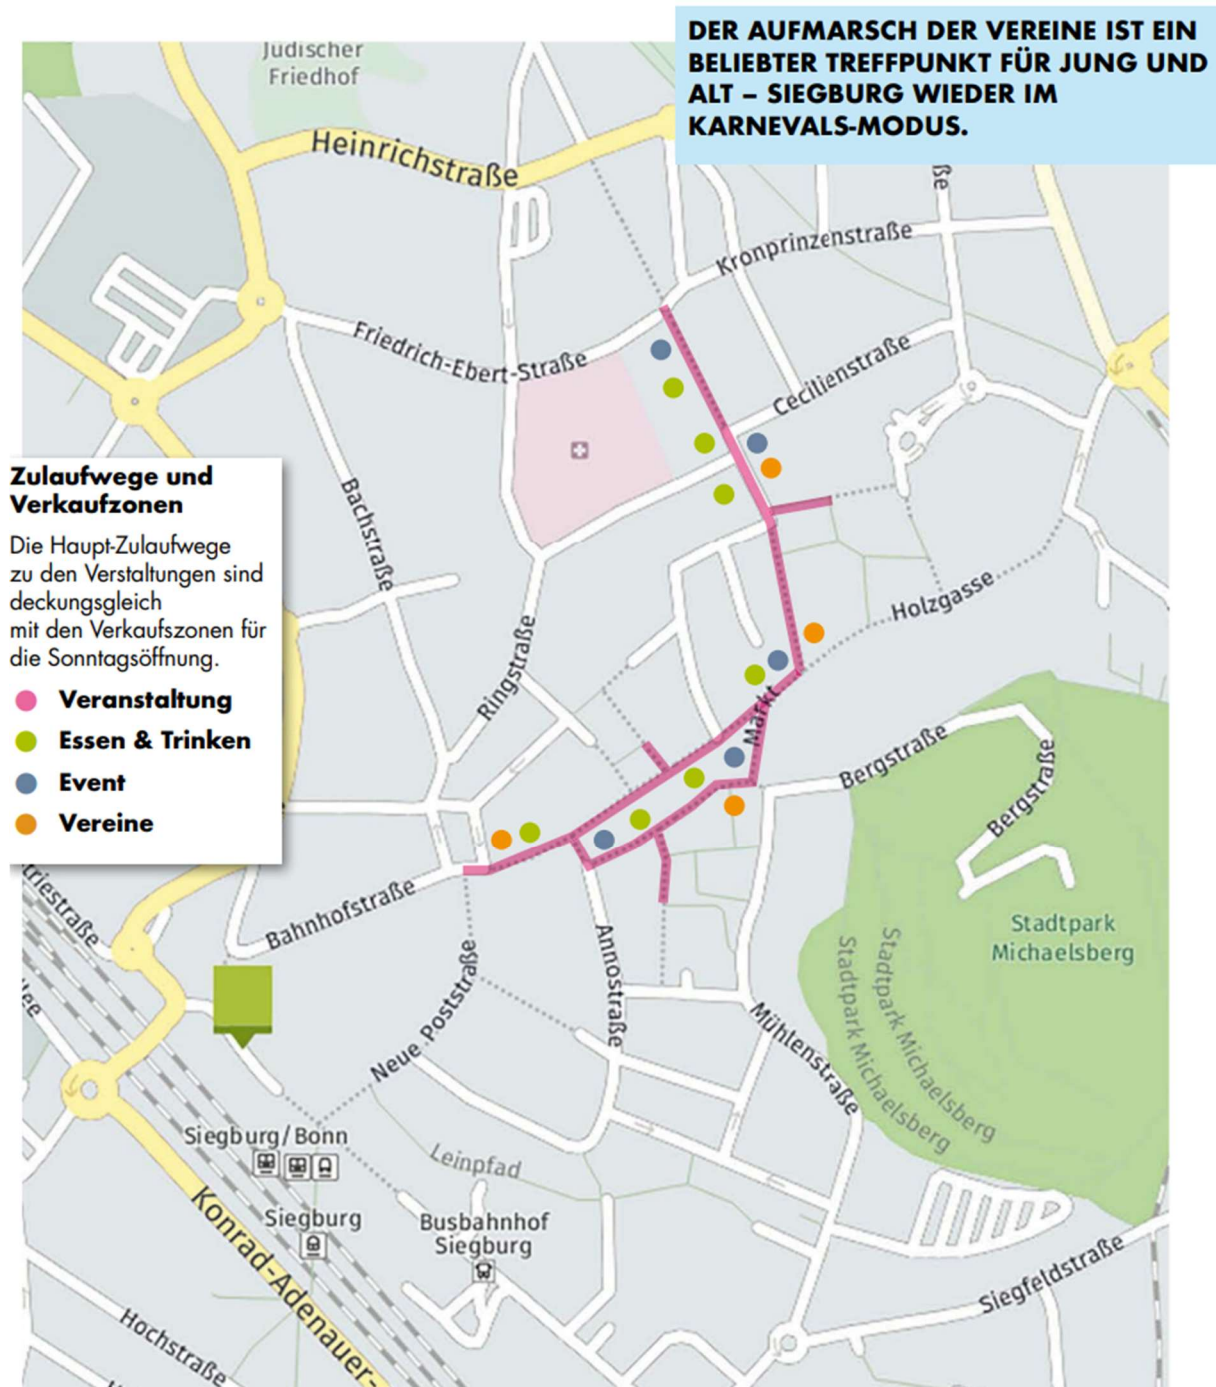 DER AUFMARSCH DER VEREINE IST EIN
BELIEBTER TREFFPUNKT FÜR JUNG UND
ALT – SIEGBURG WIEDER IM
KARNEVALS-MODUS.
Jüdischer
Friedhof
Heinrichstraße
ße
Kronprinzenstraße
Friedrich-Ebert-Straße
Cecilienstraße
Zulaufwege und
Verkaufzonen
Die Haupt-Zulaufwege
zu den Verstaltungen sind
deckungsgleich
mit den Verkaufszonen für
die Sonntagsöffnung.
Veranstaltung
Essen & Trinken
Event
Vereine
Bachstraße
Holzgasse
Ringstraße
Markt
Bergstraße
Bergstraße
triestraße
Bahnhofstraße
Stadtpark
Michaelsberg
Stadtpark Michaelsberg
Stadtpark Michaelsberg
Annostraße
Neue Poststraße
Mühlenstraße
llee
Siegburg/Bonn
Leinpfad
Siegburg
Busbahnhof
Siegburg
Konrad-Adenauer-
Siegfeldstraße
Hochstraße